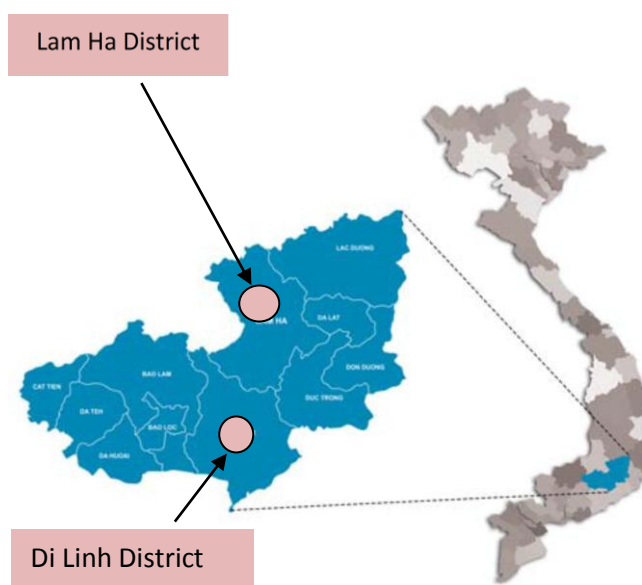 Lam Ha District
LAC DUONG
HA
DA LAT
BAO LAM
DON DUONG
CAT TIEN
DUC TRONG
DA TEH
BAO LOC
DA HUOAI
Di Linh District